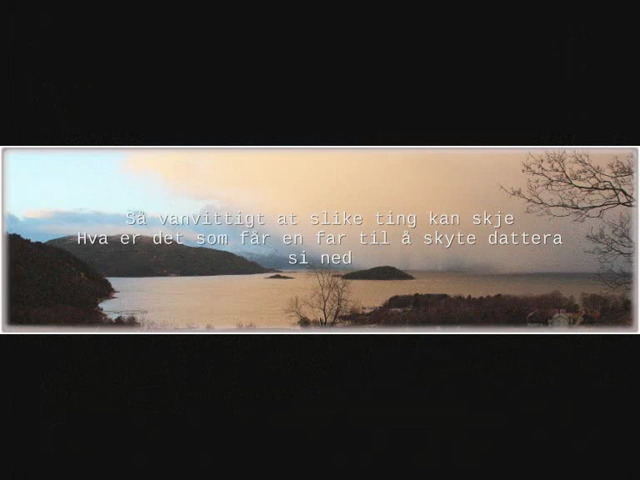 Så vanvittigt at slike ting kan skje
Hva er det som får en far til å skyte dattera
si ned